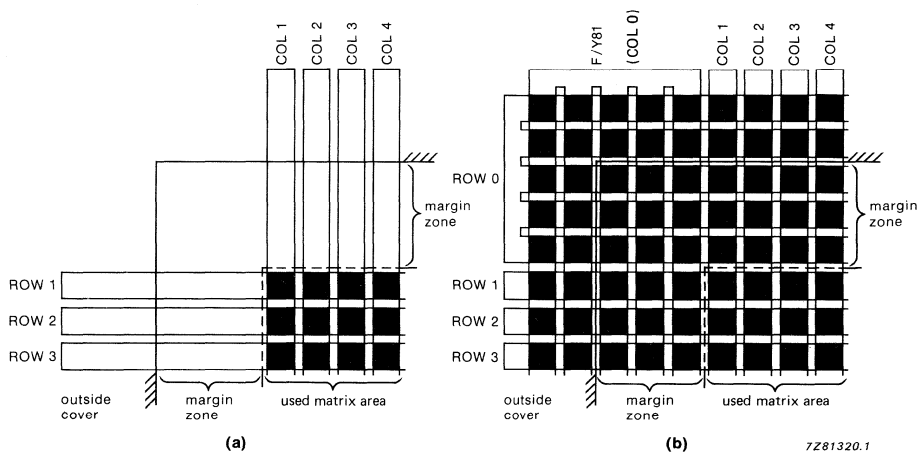 COL 1
COL 2
COL 3
COL 4
F/Y81
(COL 0)
COL 1
COL 2
COL 3
COL 4
ROW 0
margin
zone
margin
zone
ROW 1
ROW 2
ROW 3
ROW 1
ROW 2
ROW 3
outside
cover
margin
zone
used matrix area
outside
cover
margin
zone
used matrix area
(a)
(b)
7Z81320.1